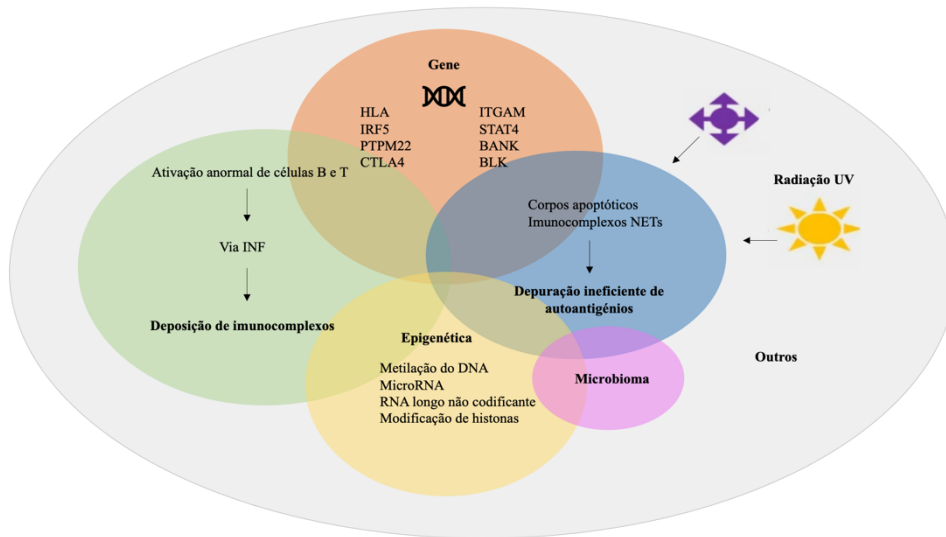 Gene
HLA
IRF5
PTPM22
CTLA4
ITGAM
STAT4
BANK
BLK
Ativação anormal de células B e T
Via INF
Deposição de imunocomplexos
Corpos apoptóticos
Imunocomplexos NETs
Depuração ineficiente de
autoantigénios
Radiação UV
Epigenética
Metilação do DNA
MicroRNA
RNA longo não codificante
Modificação de histonas
Microbioma
Outros